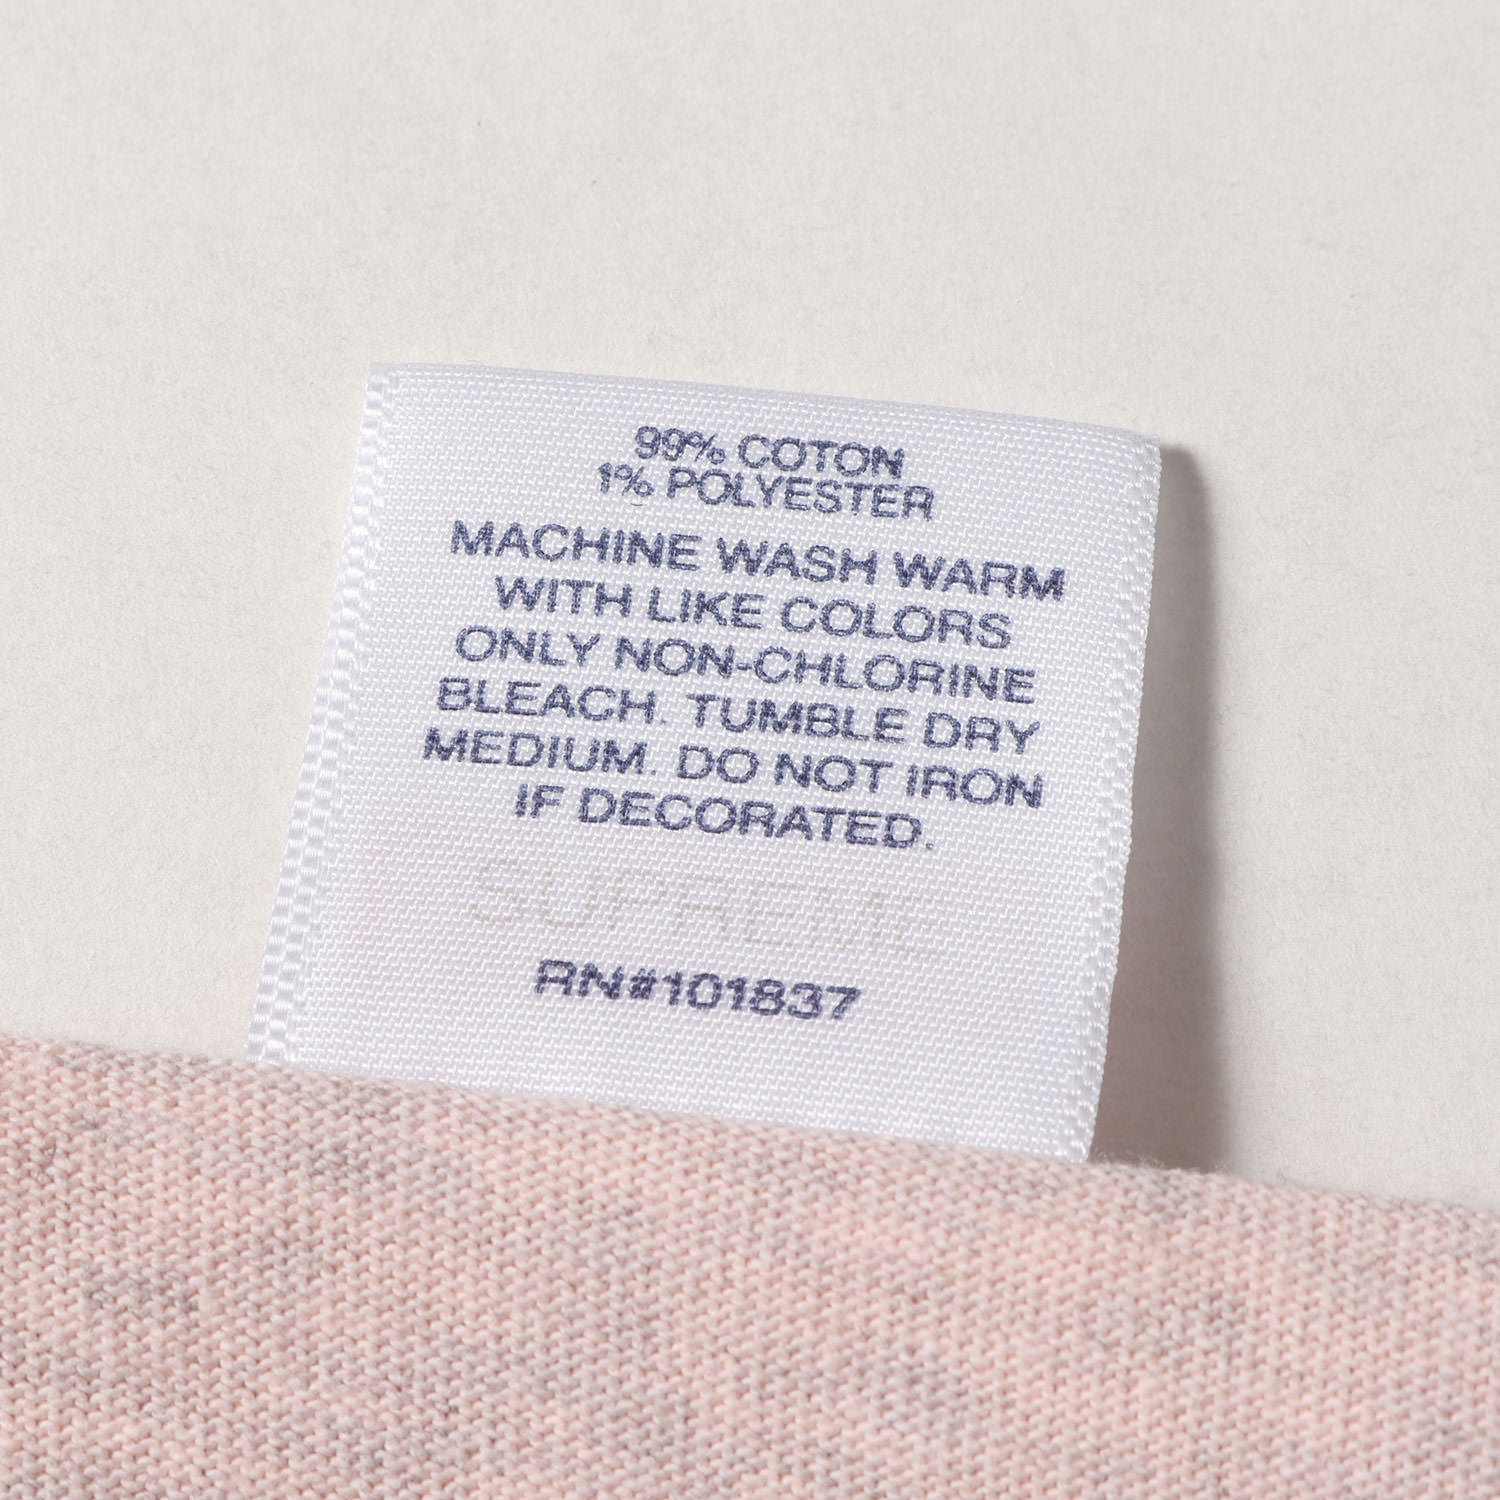 99% COTON
1% POLYESTER
MACHINE WASH WARM
WITH LIKE COLORS
ONLY NON-CHLORINE
BLEACH. TUMBLE DRY
MEDIUM. DO NOT IRON
IF DECORATED.
SUPREME
RN#101837